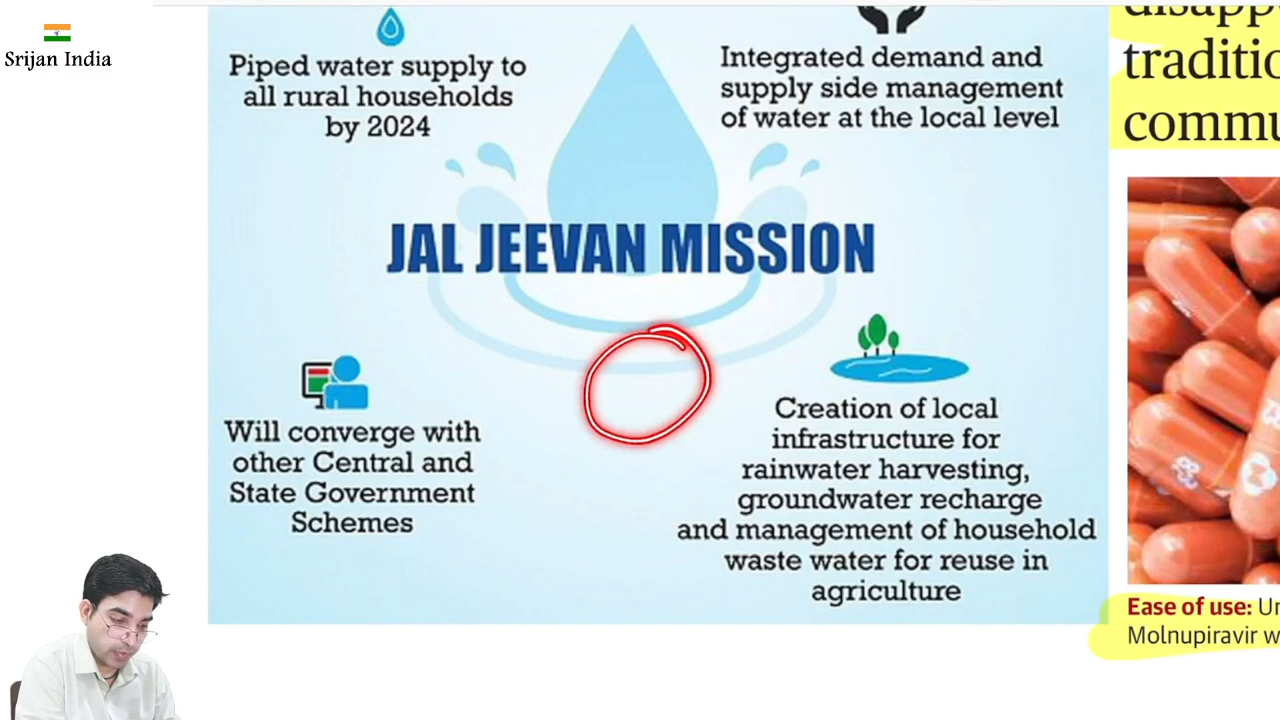 Srijan India
Piped water supply to
all rural households
by 2024
Integrated demand and
supply side management
of water at the local level
JAL JEEVAN MISSION
Will converge with
other Central and
State Government
Schemes
Creation of local
infrastructure for
rainwater harvesting,
groundwater recharge
and management of household
waste water for reuse in
agriculture
Ease of use:
Molnupiravir